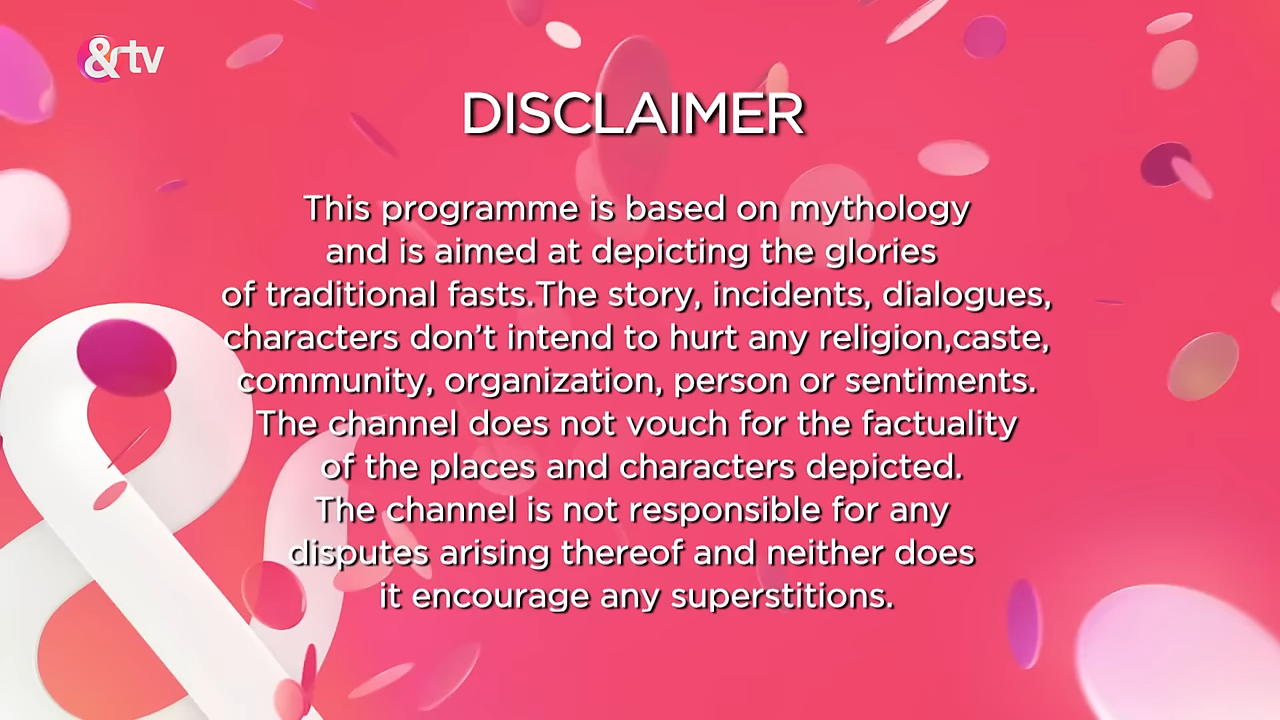 &tv
DISCLAIMER
This programme is based on mythology
and is aimed at depicting the glories
of traditional fasts.The story, incidents, dialogues,
characters don't intend to hurt any religion,caste,
community, organization, person or sentiments.
The channel does not vouch for the factuality
of the places and characters depicted.
The channel is not responsible for any
disputes arising thereof and neither does
it encourage any superstitions.